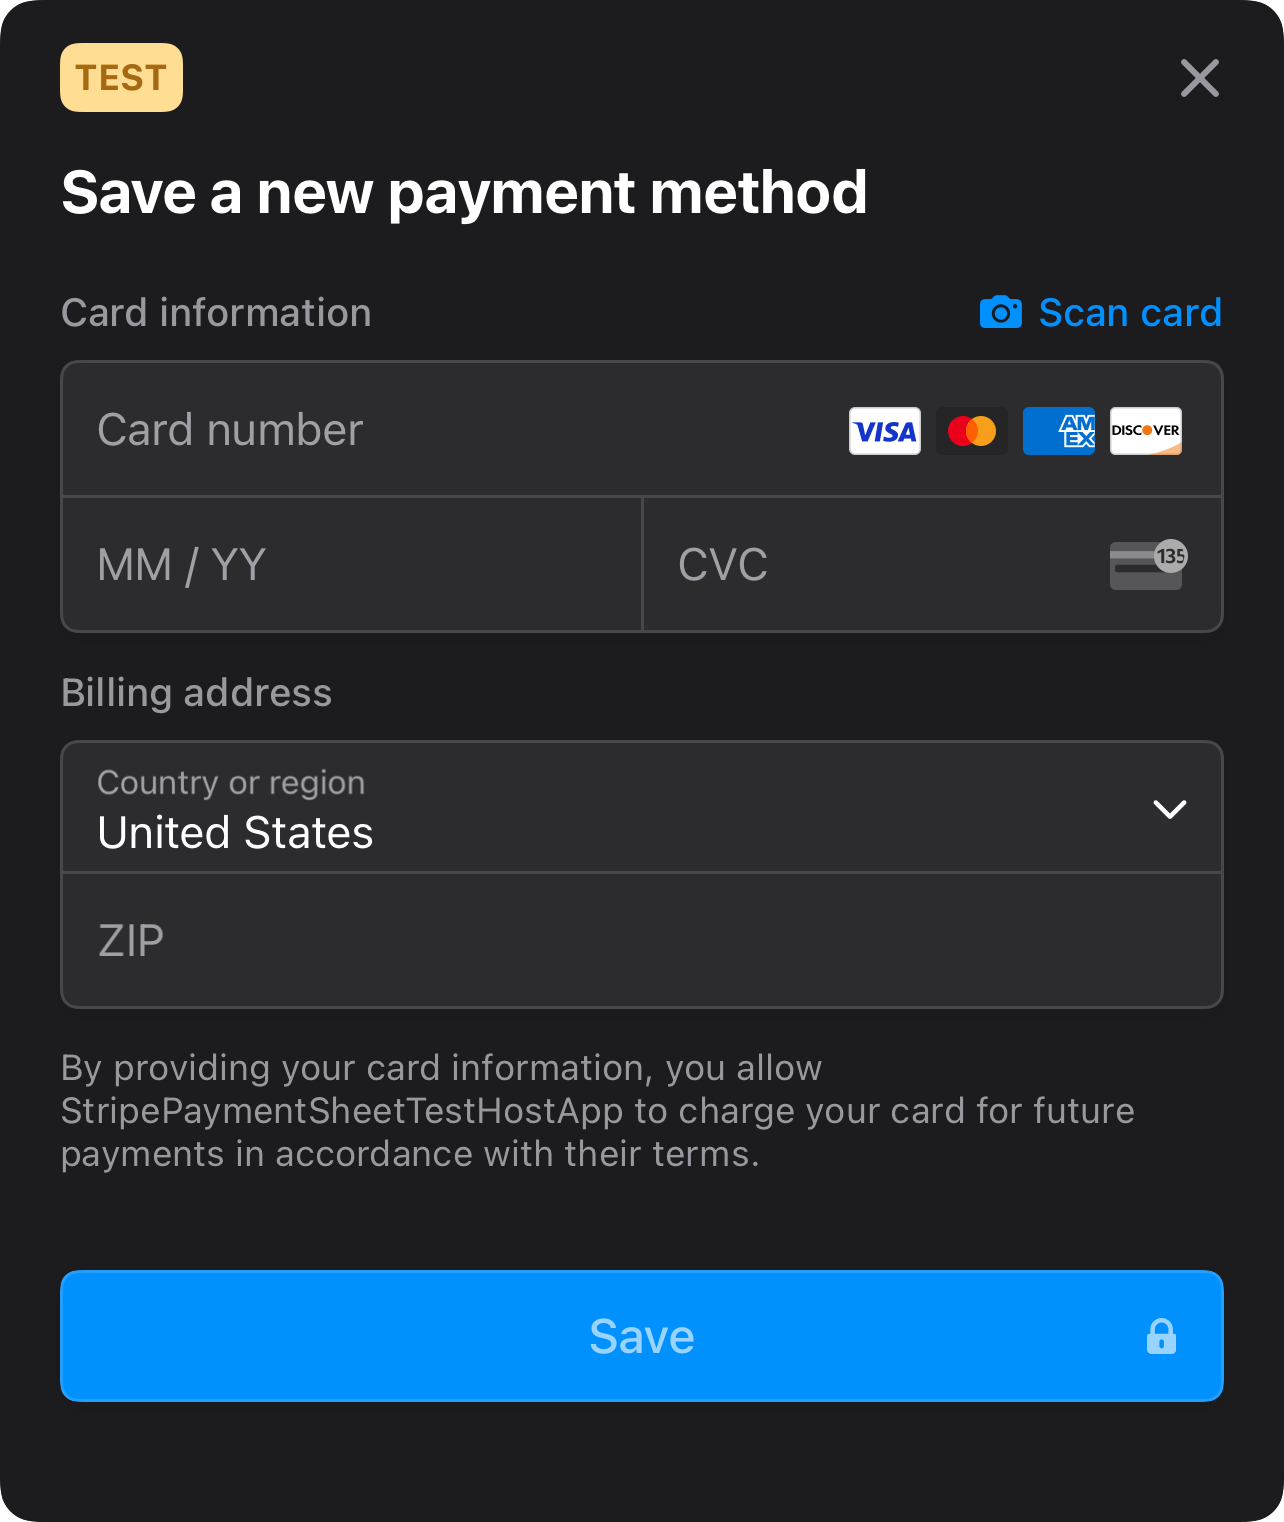 TEST
Save a new payment method
Card information
Scan card
Card number
VISA
AM
EX
DISCOVER
MM / YY
CVC
135
Billing address
Country or region
United States
ZIP
By providing your card information, you allow
StripePaymentSheetTestHostApp to charge your card for future
payments in accordance with their terms.
Save